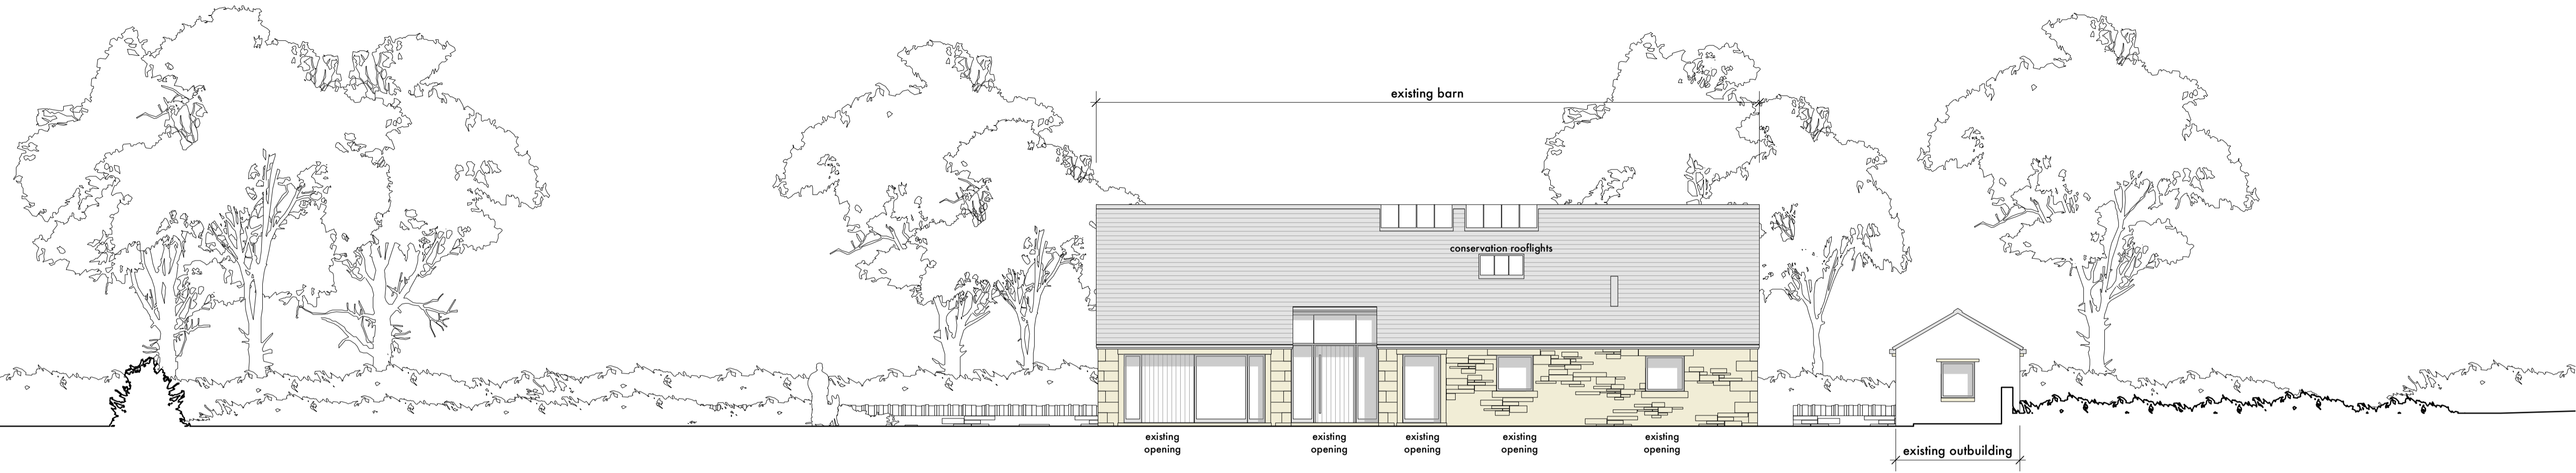 existing barn
conservation rooflights
existing
opening
existing
opening
existing
opening
existing
opening
existing
opening
existing outbuilding